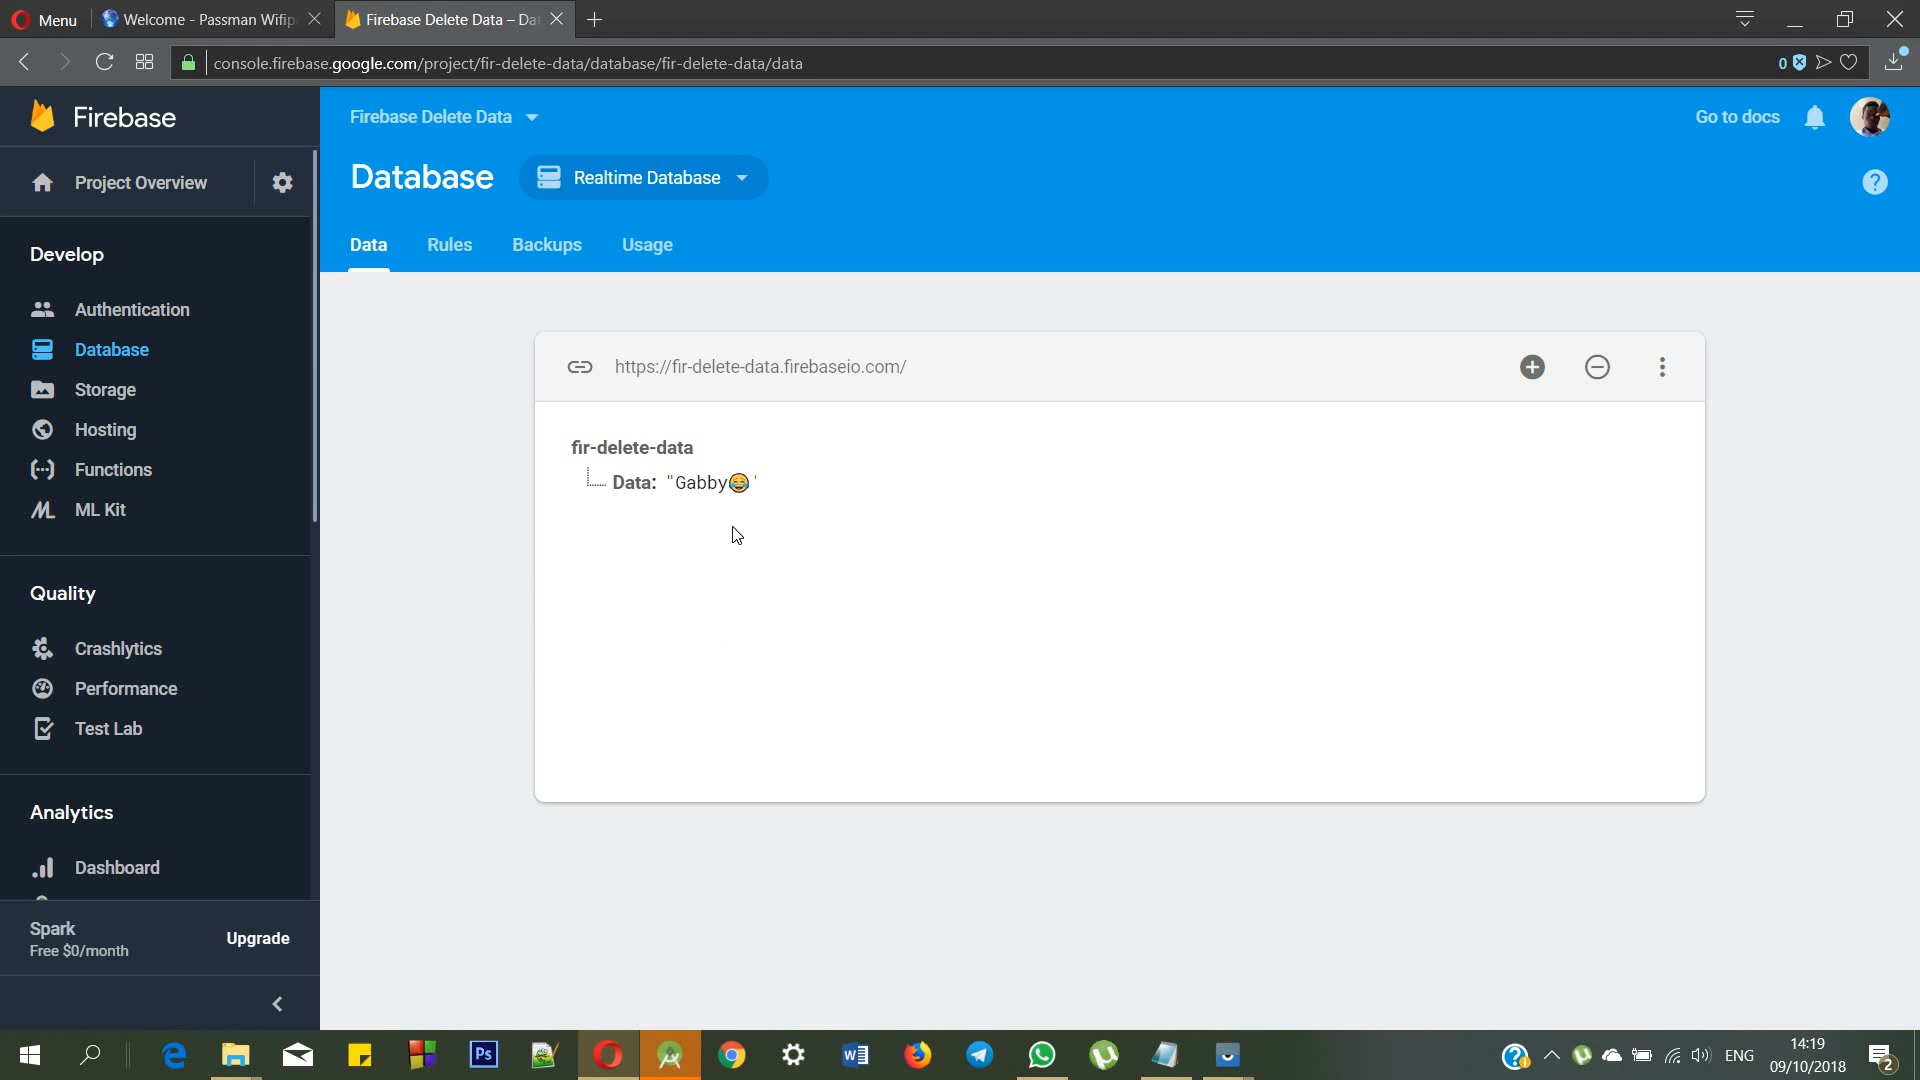 Menu
Welcome - Passman Wifip
Firebase Delete Data – Dat
console.firebase.google.com/project/fir-delete-data/database/fir-delete-data/data
0
Firebase
Firebase Delete Data
Go to docs
Project Overview
Database
Realtime Database
?
Data Rules Backups Usage
Develop
Authentication
Database
Storage
Hosting
Functions
ML Kit
https://fir-delete-data.firebaseio.com/
fir-delete-data
Data: "Gabby😂"
Quality
Crashlytics
Performance
Test Lab
Analytics
Dashboard
Spark
Free $0/month
Upgrade
Ps
ENG
14:19
09/10/2018
2